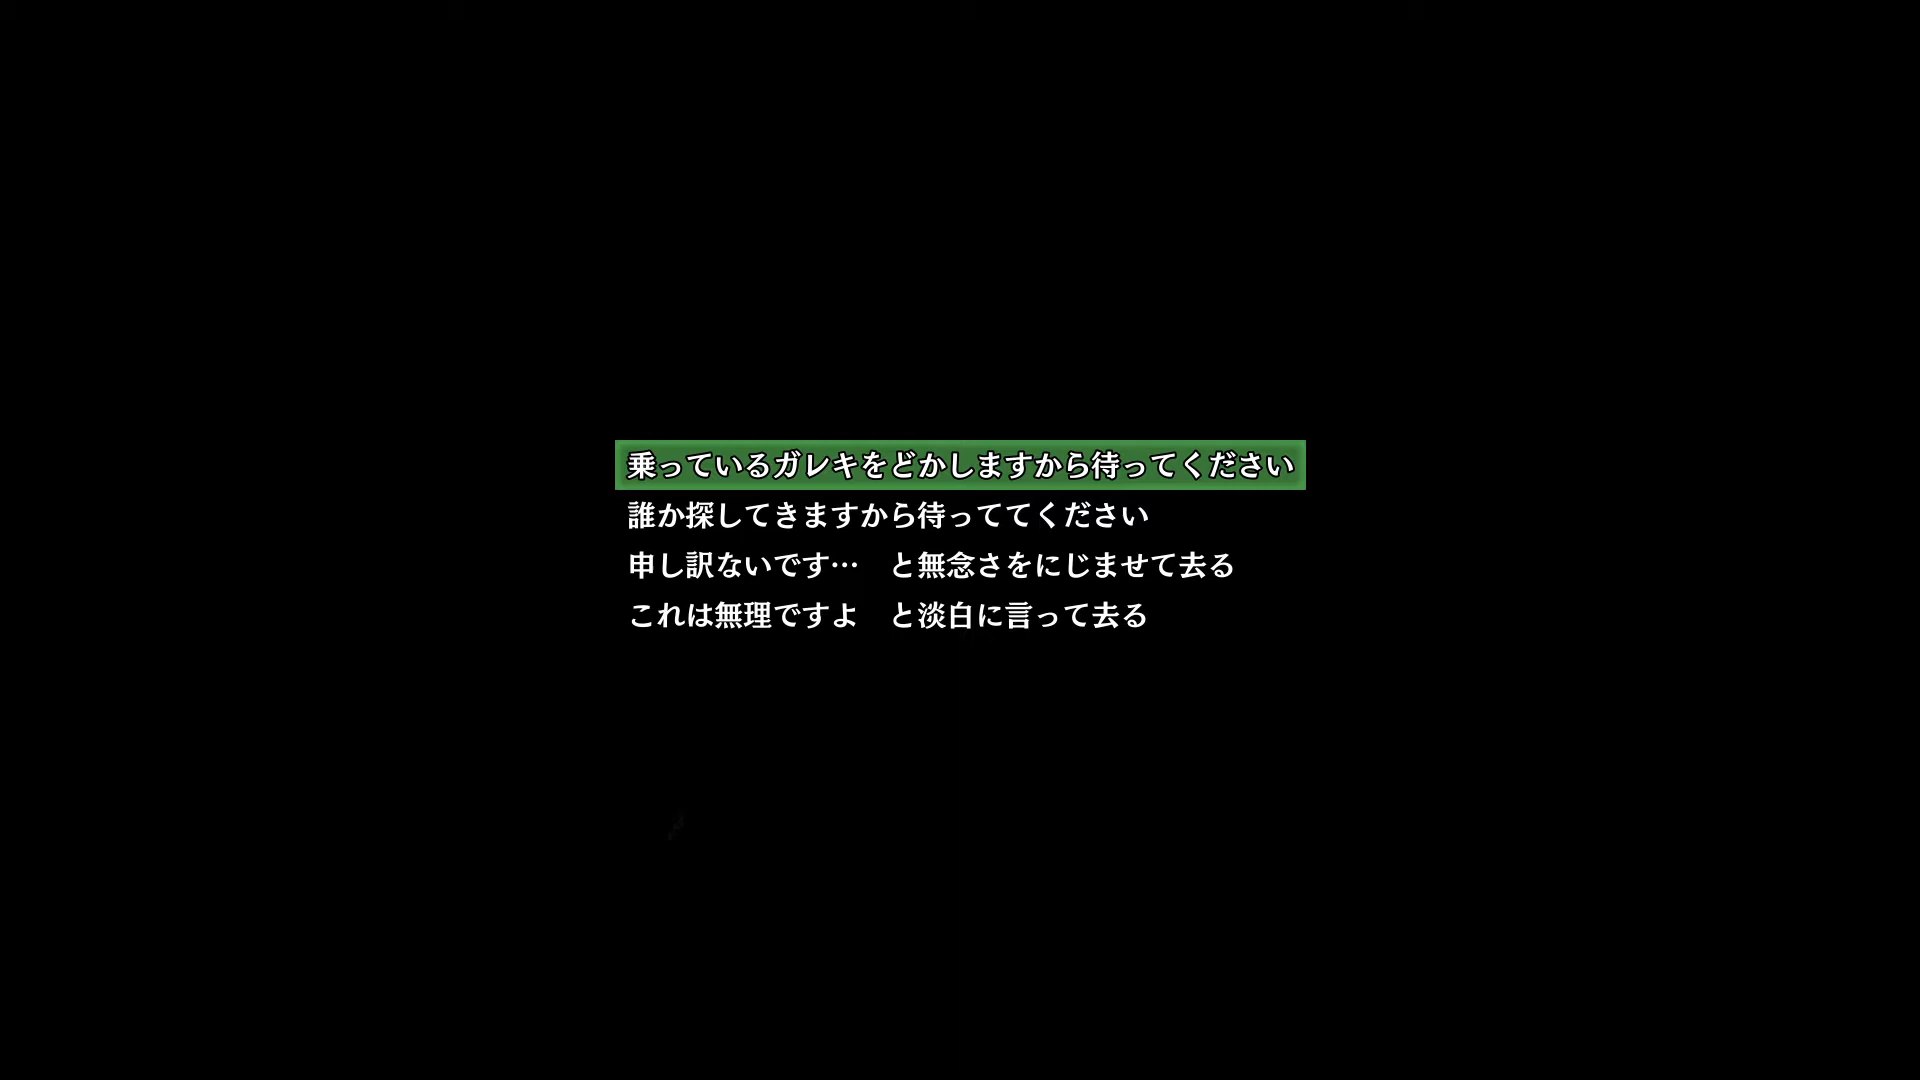 乗っているガレキをどかしますから待ってください
誰か探してきますから待っててください
申し訳ないです…　と無念さをにじませて去る
これは無理ですよ　と淡白に言って去る